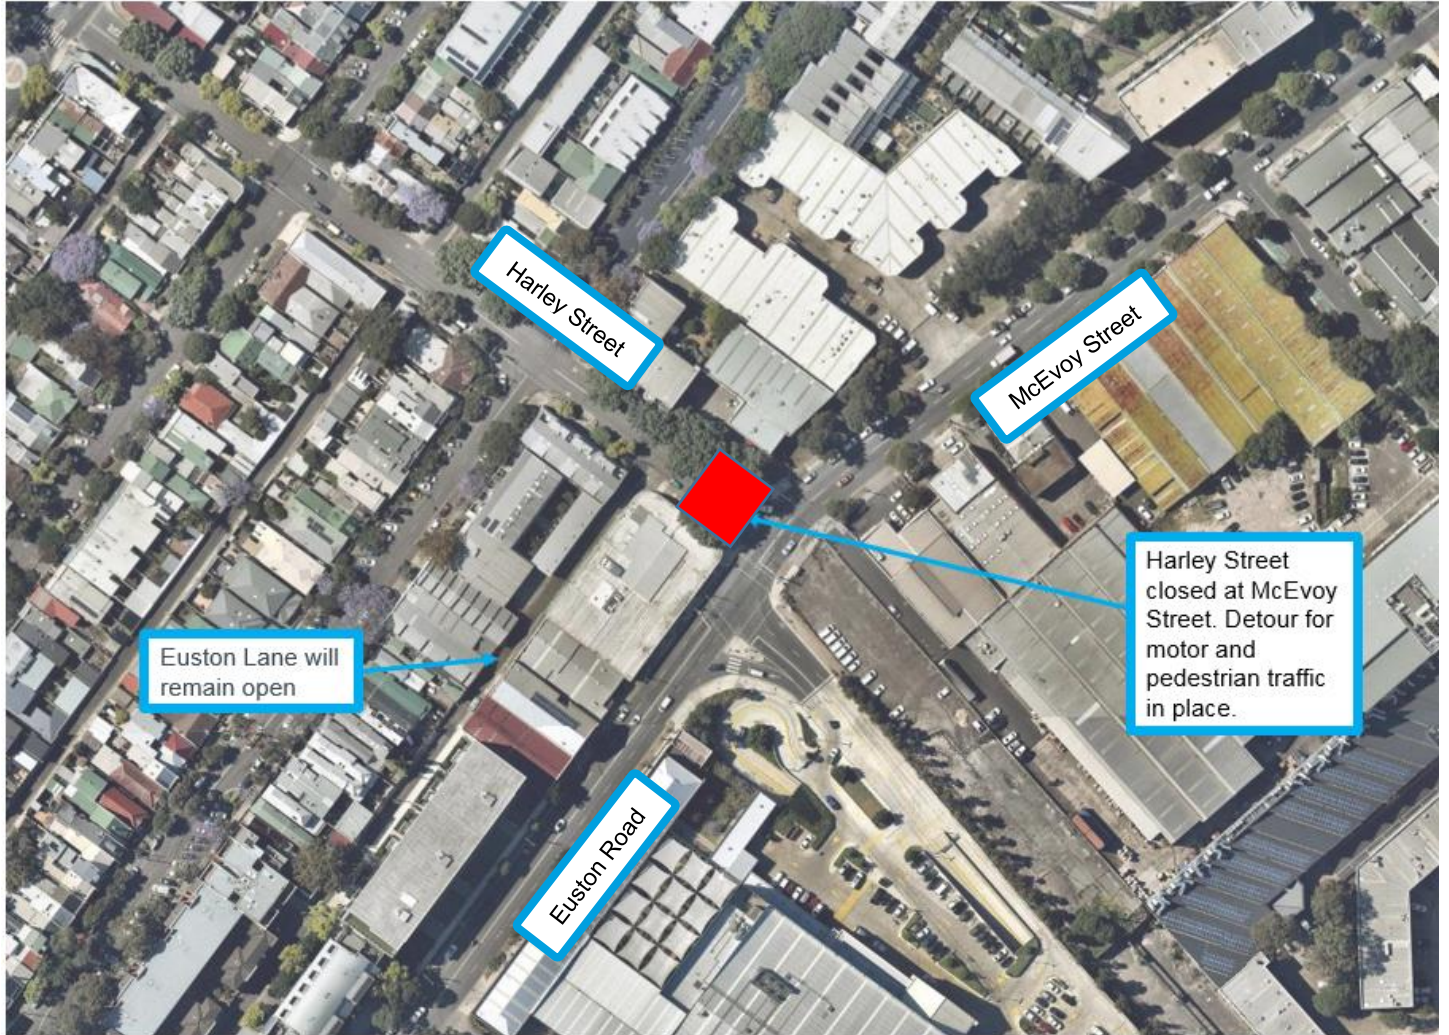 Harley Street
McEvoy Street
Harley Street
closed at McEvoy
Street. Detour for
motor and
pedestrian traffic
in place.
Euston Lane will
remain open
Euston Road